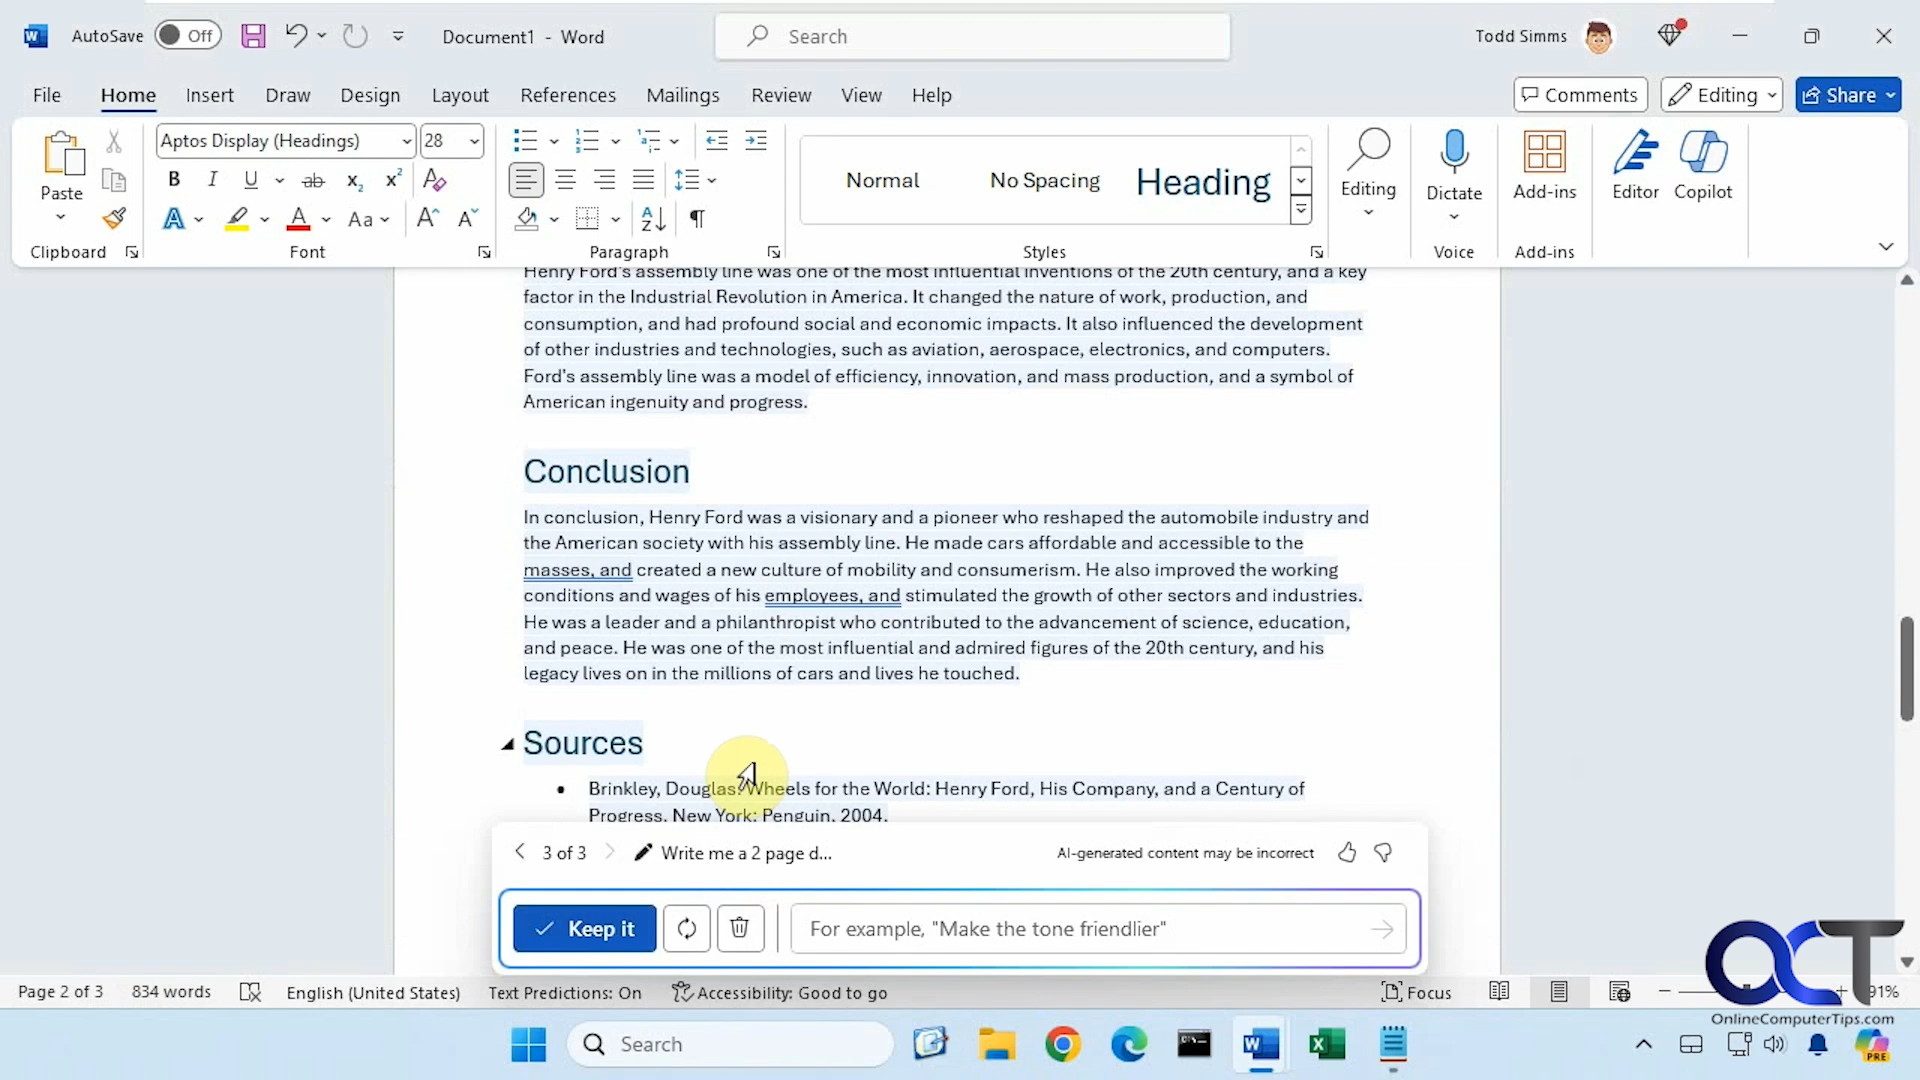 AutoSave Off Document1 - Word Search Todd Simms
File Home Insert Draw Design Layout References Mailings Review View Help Comments Editing Share
Paste
Clipboard
Aptos Display (Headings) 28
B I U ab x₂ x² A
A A Aa A A
Font
A Z ¶
Paragraph
Normal No Spacing Heading
Styles
Editing
Dictate
Voice
Add-ins
Add-ins
Editor Copilot
Henry Ford's assembly line was one of the most influential inventions of the 20th century, and a key
factor in the Industrial Revolution in America. It changed the nature of work, production, and
consumption, and had profound social and economic impacts. It also influenced the development
of other industries and technologies, such as aviation, aerospace, electronics, and computers.
Ford's assembly line was a model of efficiency, innovation, and mass production, and a symbol of
American ingenuity and progress.
Conclusion
In conclusion, Henry Ford was a visionary and a pioneer who reshaped the automobile industry and
the American society with his assembly line. He made cars affordable and accessible to the
masses, and created a new culture of mobility and consumerism. He also improved the working
conditions and wages of his employees, and stimulated the growth of other sectors and industries.
He was a leader and a philanthropist who contributed to the advancement of science, education,
and peace. He was one of the most influential and admired figures of the 20th century, and his
legacy lives on in the millions of cars and lives he touched.
Sources
• Brinkley, Douglas. Wheels for the World: Henry Ford, His Company, and a Century of
Progress. New York: Penguin, 2004.
3 of 3 Write me a 2 page d... AI-generated content may be incorrect
Keep it For example, "Make the tone friendlier"
Page 2 of 3 834 words English (United States) Text Predictions: On Accessibility: Good to go Focus 91%
OCT
OnlineComputerTips.com
Search
PRE